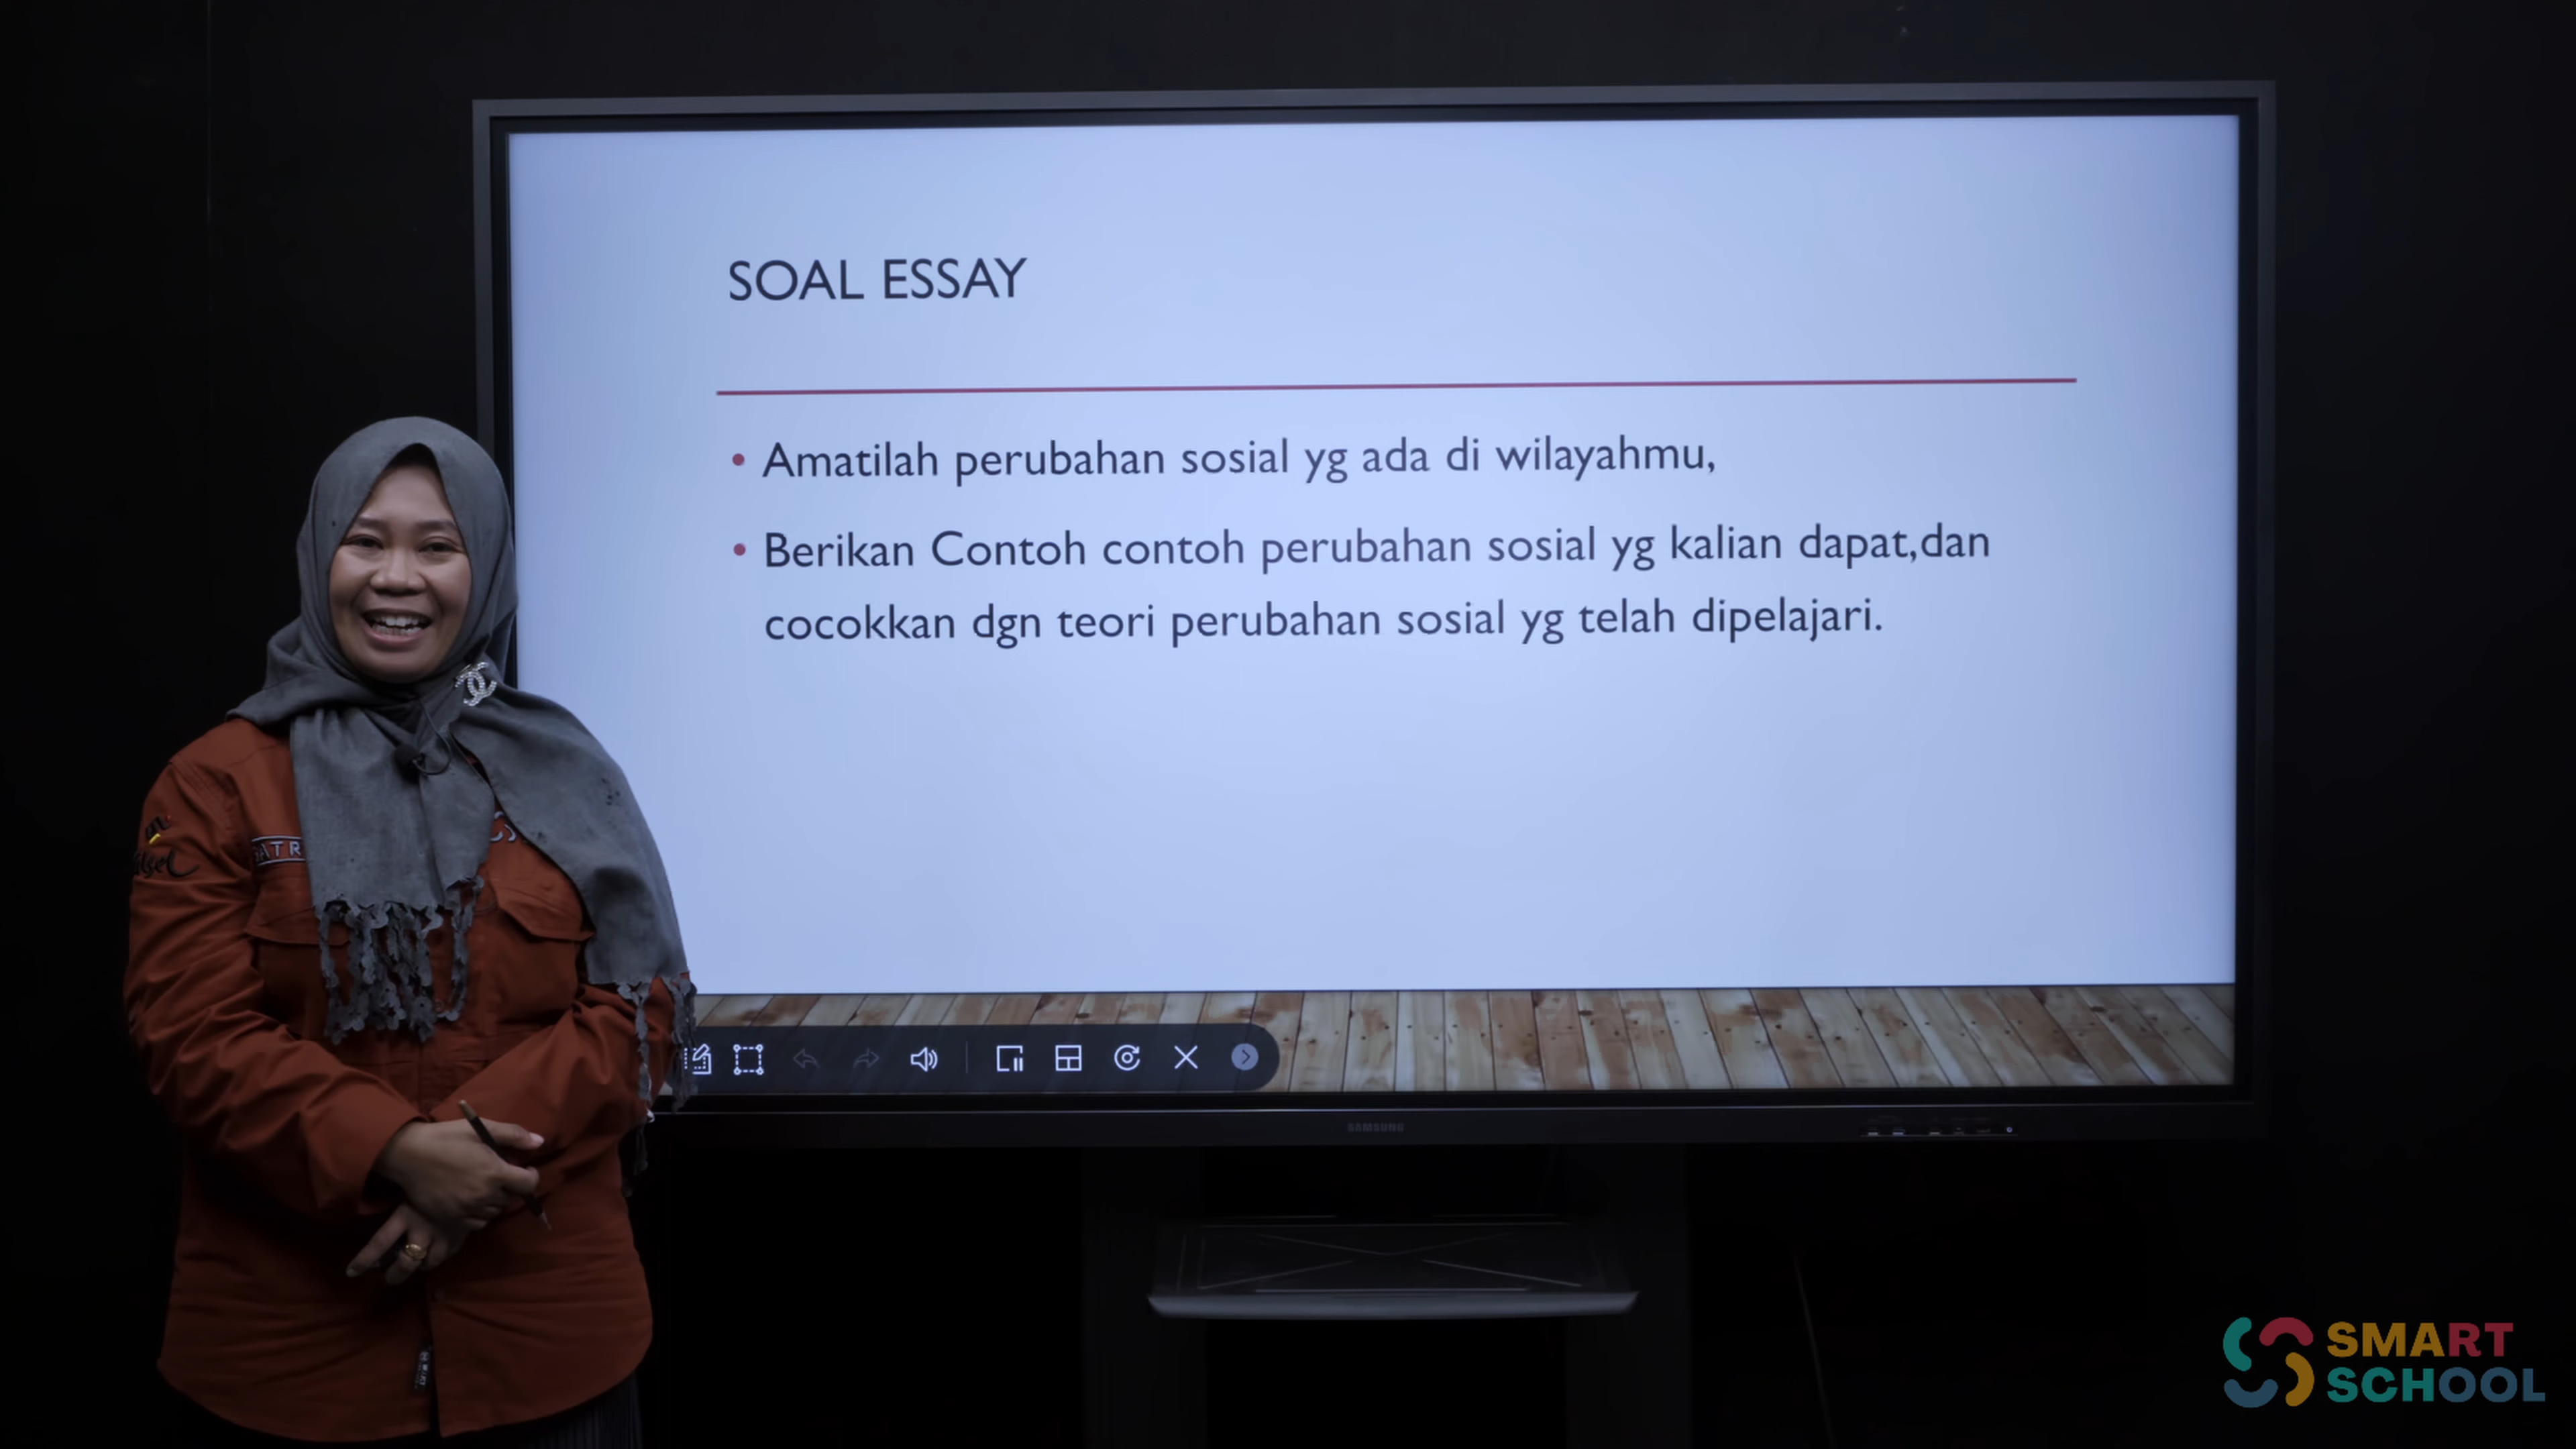 SOAL ESSAY
• Amatilah perubahan sosial yg ada di wilayahmu,
• Berikan Contoh contoh perubahan sosial yg kalian dapat,dan
cocokkan dgn teori perubahan sosial yg telah dipelajari.
SAMSUNG
SMART
SCHOOL